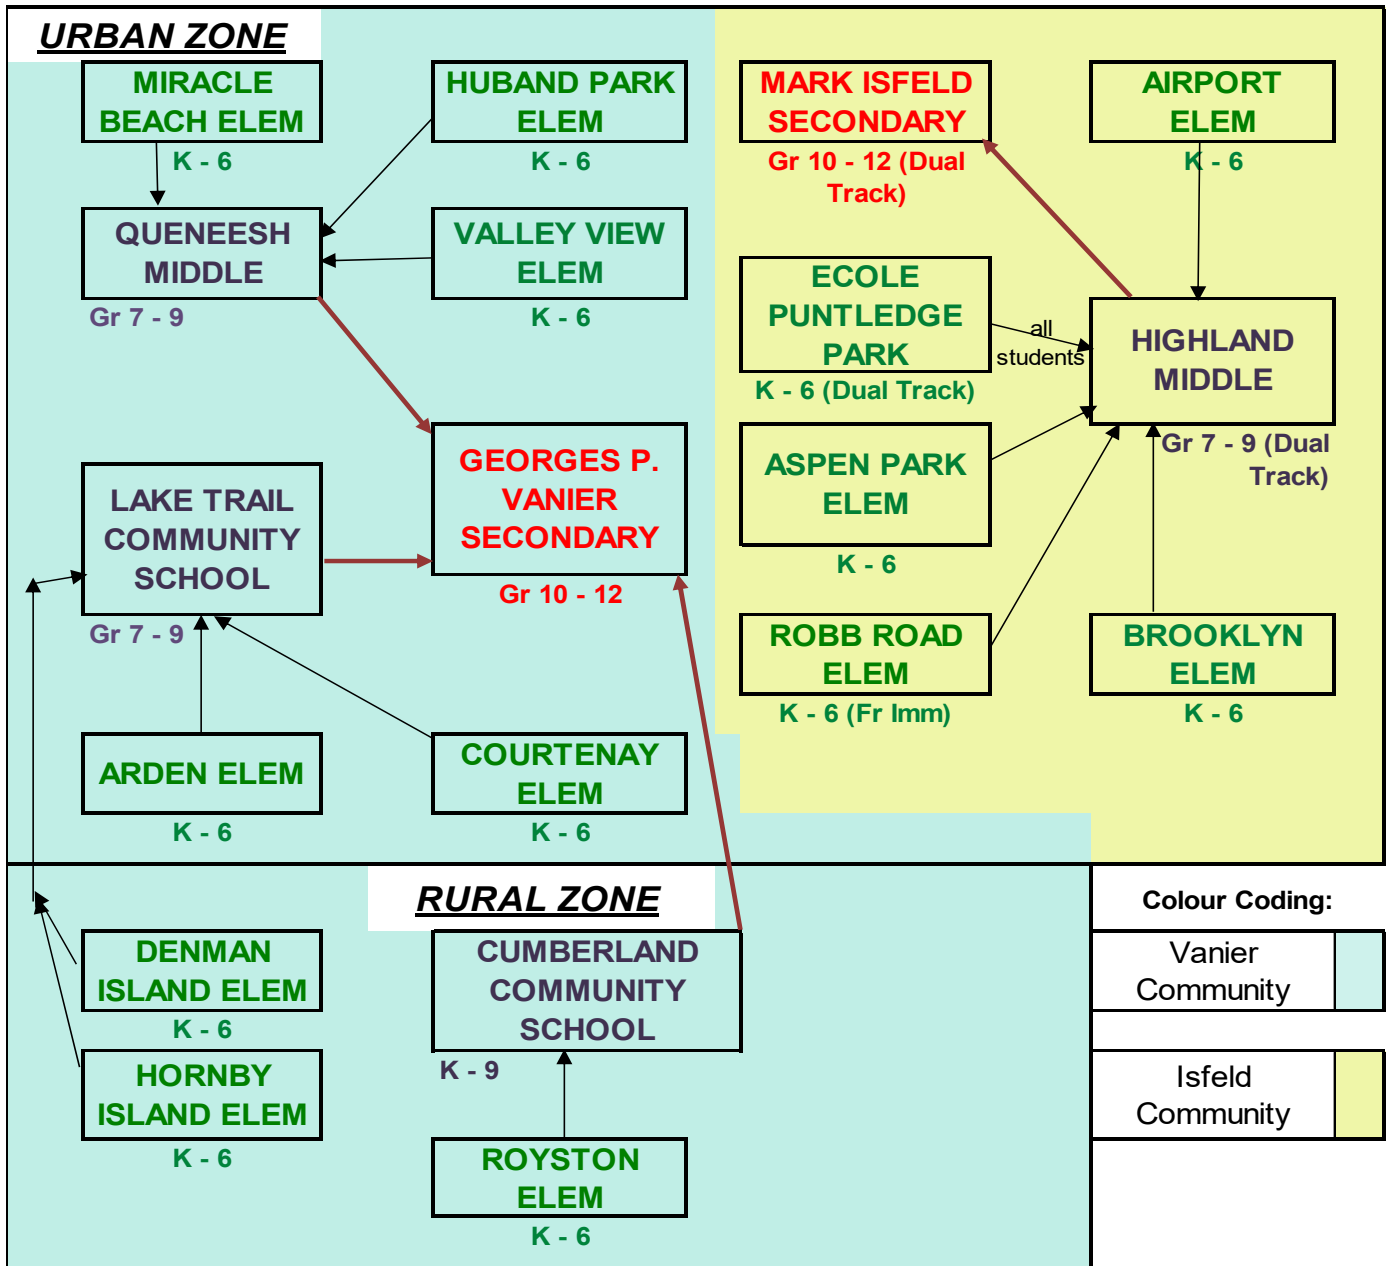 URBAN ZONE
MIRACLE
BEACH ELEM
K - 6
HUBAND PARK
ELEM
K - 6
MARK ISFELD
SECONDARY
Gr 10 - 12 (Dual
Track)
AIRPORT
ELEM
K - 6
QUENEESH
MIDDLE
Gr 7 - 9
VALLEY VIEW
ELEM
K - 6
ECOLE
PUNTLEDGE
PARK
K - 6 (Dual Track)
all
students
HIGHLAND
MIDDLE
Gr 7 - 9 (Dual
Track)
LAKE TRAIL
COMMUNITY
SCHOOL
Gr 7 - 9
GEORGES P.
VANIER
SECONDARY
Gr 10 - 12
ASPEN PARK
ELEM
K - 6
ROBB ROAD
ELEM
K - 6 (Fr Imm)
BROOKLYN
ELEM
K - 6
ARDEN ELEM
K - 6
COURTENAY
ELEM
K - 6
RURAL ZONE
DENMAN
ISLAND ELEM
K - 6
CUMBERLAND
COMMUNITY
SCHOOL
K - 9
HORNBY
ISLAND ELEM
K - 6
ROYSTON
ELEM
K - 6
Colour Coding:
Vanier
Community
Isfeld
Community